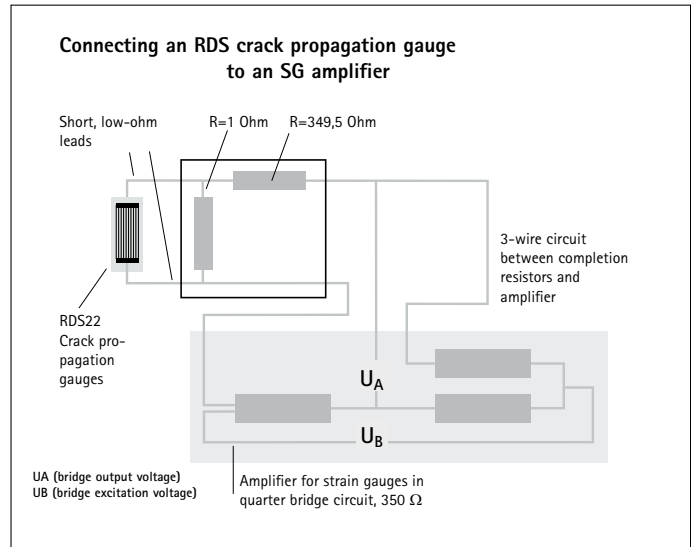 Connecting an RDS crack propagation gauge
to an SG amplifier
Short, low-ohm
leads
R=1 Ohm
R=349,5 Ohm
3-wire circuit
between completion
resistors and
amplifier
RDS22
Crack pro-
pagation
gauges
UA
UB
UA (bridge output voltage)
UB (bridge excitation voltage)
Amplifier for strain gauges in
quarter bridge circuit, 350 Ω